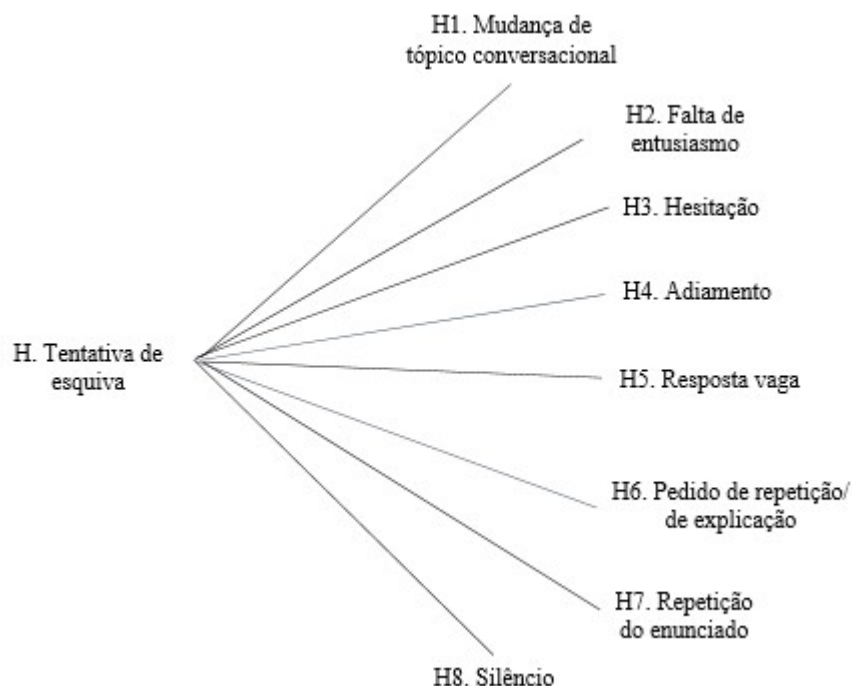 H1. Mudança de
tópico conversacional
H2. Falta de
entusiasmo
H3. Hesitação
H4. Adiamento
H. Tentativa de
esquiva
H5. Resposta vaga
H6. Pedido de repetição/
de explicação
H7. Repetição
do enunciado
H8. Silêncio